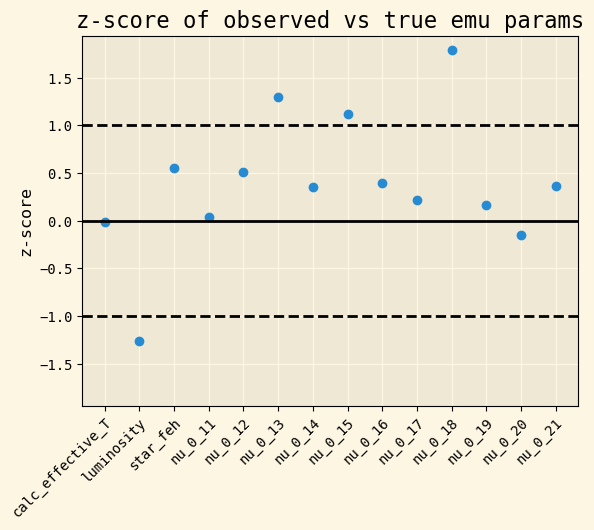 z-score of observed vs true emu params
z-score
1.5
1.0
0.5
0.0
−0.5
−1.0
−1.5
calc_effective_T
luminosity
star_feh
nu_0_11
nu_0_12
nu_0_13
nu_0_14
nu_0_15
nu_0_16
nu_0_17
nu_0_18
nu_0_19
nu_0_20
nu_0_21